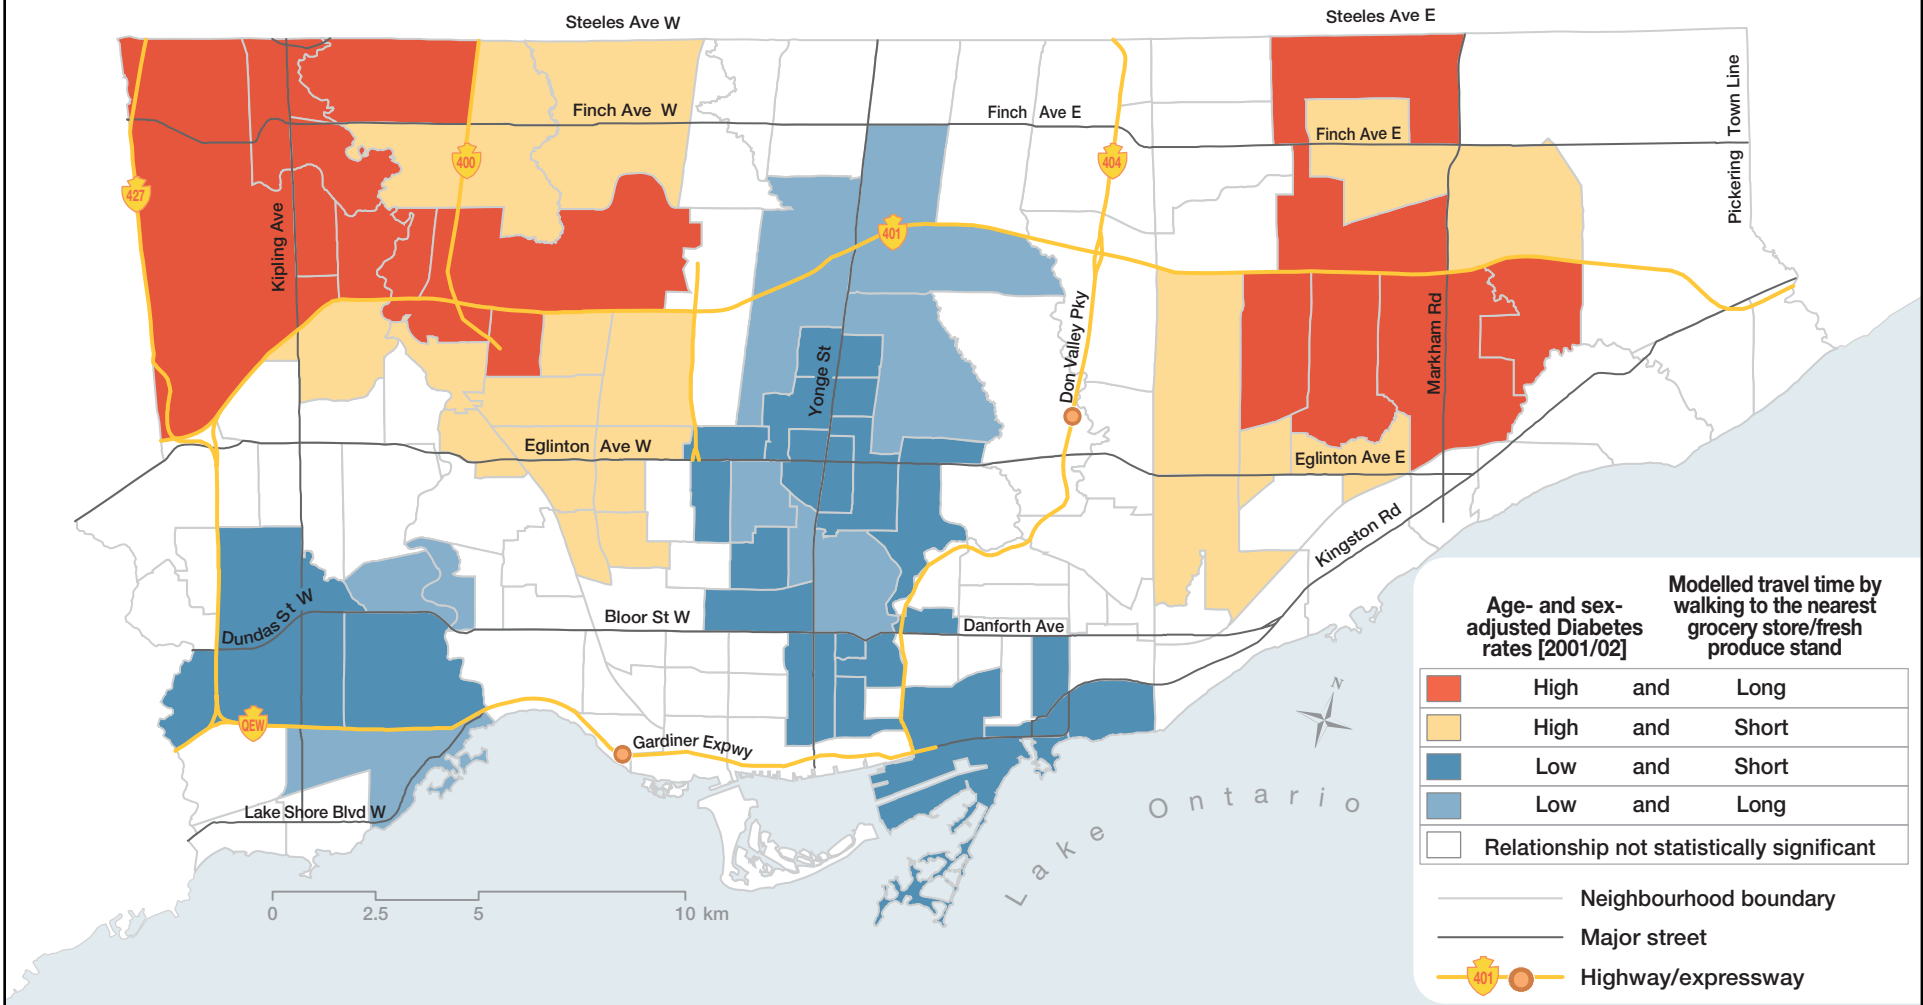 Steeles Ave W
Steeles Ave E
Finch Ave W
Finch Ave E
Finch Ave E
Pickering Town Line
400
404
427
401
Kipling Ave
Yonge St
Don Valley Pky
Markham Rd
Eglinton Ave W
Eglinton Ave E
Kingston Rd
Dundas St W
Bloor St W
Danforth Ave
QEW
Gardiner Expwy
Lake Shore Blvd W
Lake Ontario
N
0 2.5 5 10 km
Age- and sex-
adjusted Diabetes
rates [2001/02]
Modelled travel time by
walking to the nearest
grocery store/fresh
produce stand
High and Long
High and Short
Low and Short
Low and Long
Relationship not statistically significant
Neighbourhood boundary
Major street
401 Highway/expressway